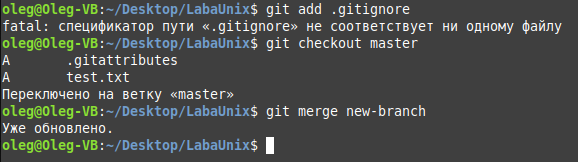 oleg@Oleg-VB:~/Desktop/LabaUnix$ git add .gitignore
fatal: спецификатор пути «.gitignore» не соответствует ни одному файлу
oleg@Oleg-VB:~/Desktop/LabaUnix$ git checkout master
A       .gitattributes
A       test.txt
Переключено на ветку «master»
oleg@Oleg-VB:~/Desktop/LabaUnix$ git merge new-branch
Уже обновлено.
oleg@Oleg-VB:~/Desktop/LabaUnix$